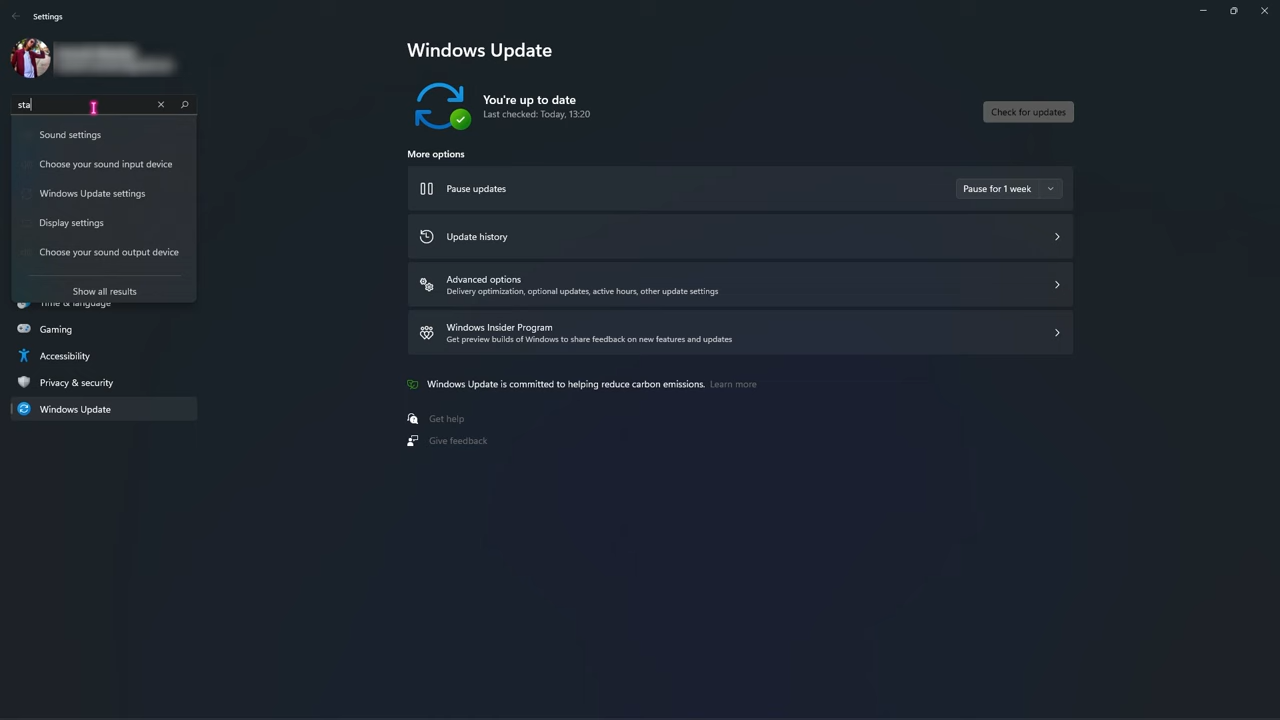 Settings
sta
Sound settings
Choose your sound input device
Windows Update settings
Display settings
Choose your sound output device
Show all results
Time & language
Gaming
Accessibility
Privacy & security
Windows Update
Windows Update
You're up to date
Last checked: Today, 13:20
Check for updates
More options
Pause updates
Pause for 1 week
Update history
Advanced options
Delivery optimization, optional updates, active hours, other update settings
Windows Insider Program
Get preview builds of Windows to share feedback on new features and updates
Windows Update is committed to helping reduce carbon emissions. Learn more
Get help
Give feedback